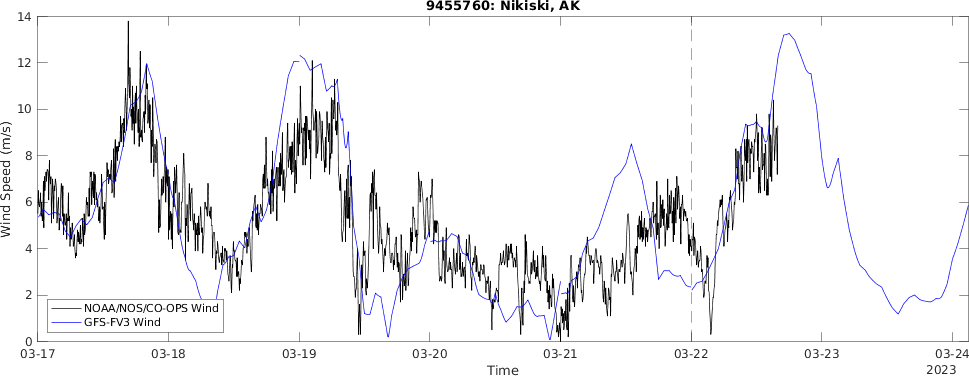 9455760: Nikiski, AK
Wind Speed (m/s)
14
12
10
8
6
4
2
0
NOAA/NOS/CO-OPS Wind
GFS-FV3 Wind
03-17 03-18 03-19 03-20 03-21 03-22 03-23 03-24
Time
2023